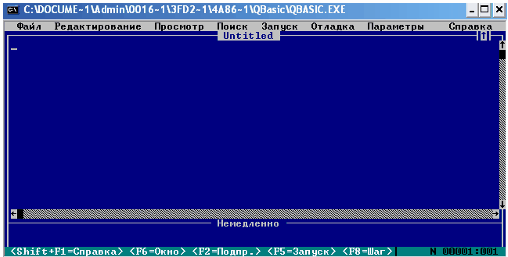 C:\DOCUME~1\Admin\0016~1\3FD2~1\4AB6~1\QBasic\QBASIC.EXE
Файл Редактирование Просмотр Поиск Запуск Отладка Параметры Справка
Untitled
Немедленно
<Shift+F1=Справка> <F6=Окно> <F2=Подпр.> <F5=Запуск> <F8=Шаг> N 00001:001